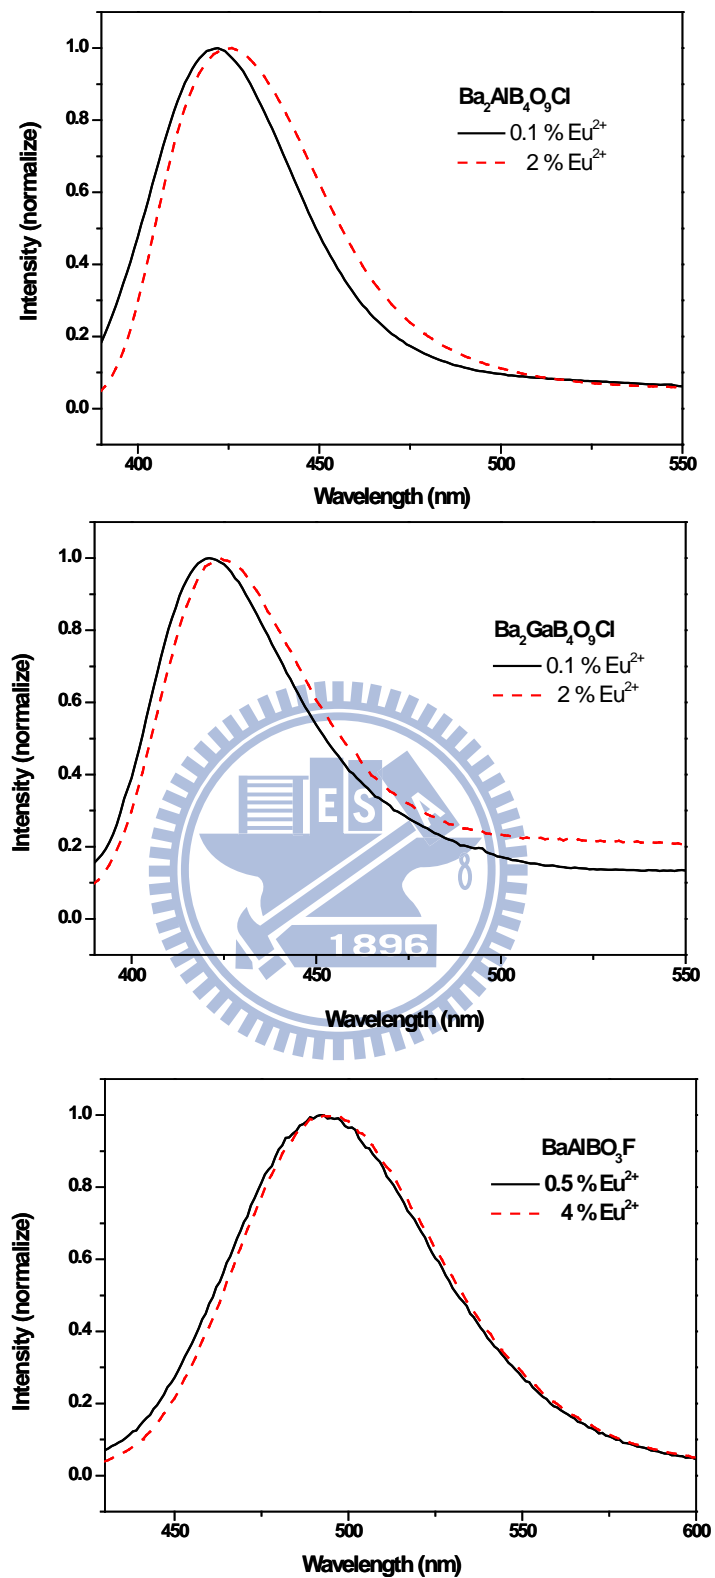 Ba₂AlB₄O₉Cl
0.1 % Eu²⁺
2 % Eu²⁺
Intensity (normalize)
1.0
0.8
0.6
0.4
0.2
0.0
400 450 500 550
Wavelength (nm)
Ba₂GaB₄O₉Cl
0.1 % Eu²⁺
2 % Eu²⁺
Intensity (normalize)
1.0
0.8
0.6
0.4
0.2
0.0
ES
1896
400 450 500 550
Wavelength (nm)
BaAlBO₃F
0.5 % Eu²⁺
4 % Eu²⁺
Intensity (normalize)
1.0
0.8
0.6
0.4
0.2
0.0
450 500 550 600
Wavelength (nm)